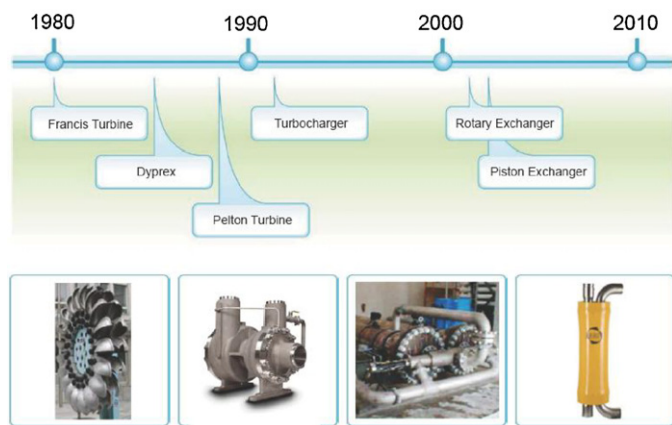 1980 1990 2000 2010
Francis Turbine Turbocharger Rotary Exchanger
Dyprex Piston Exchanger
Pelton Turbine